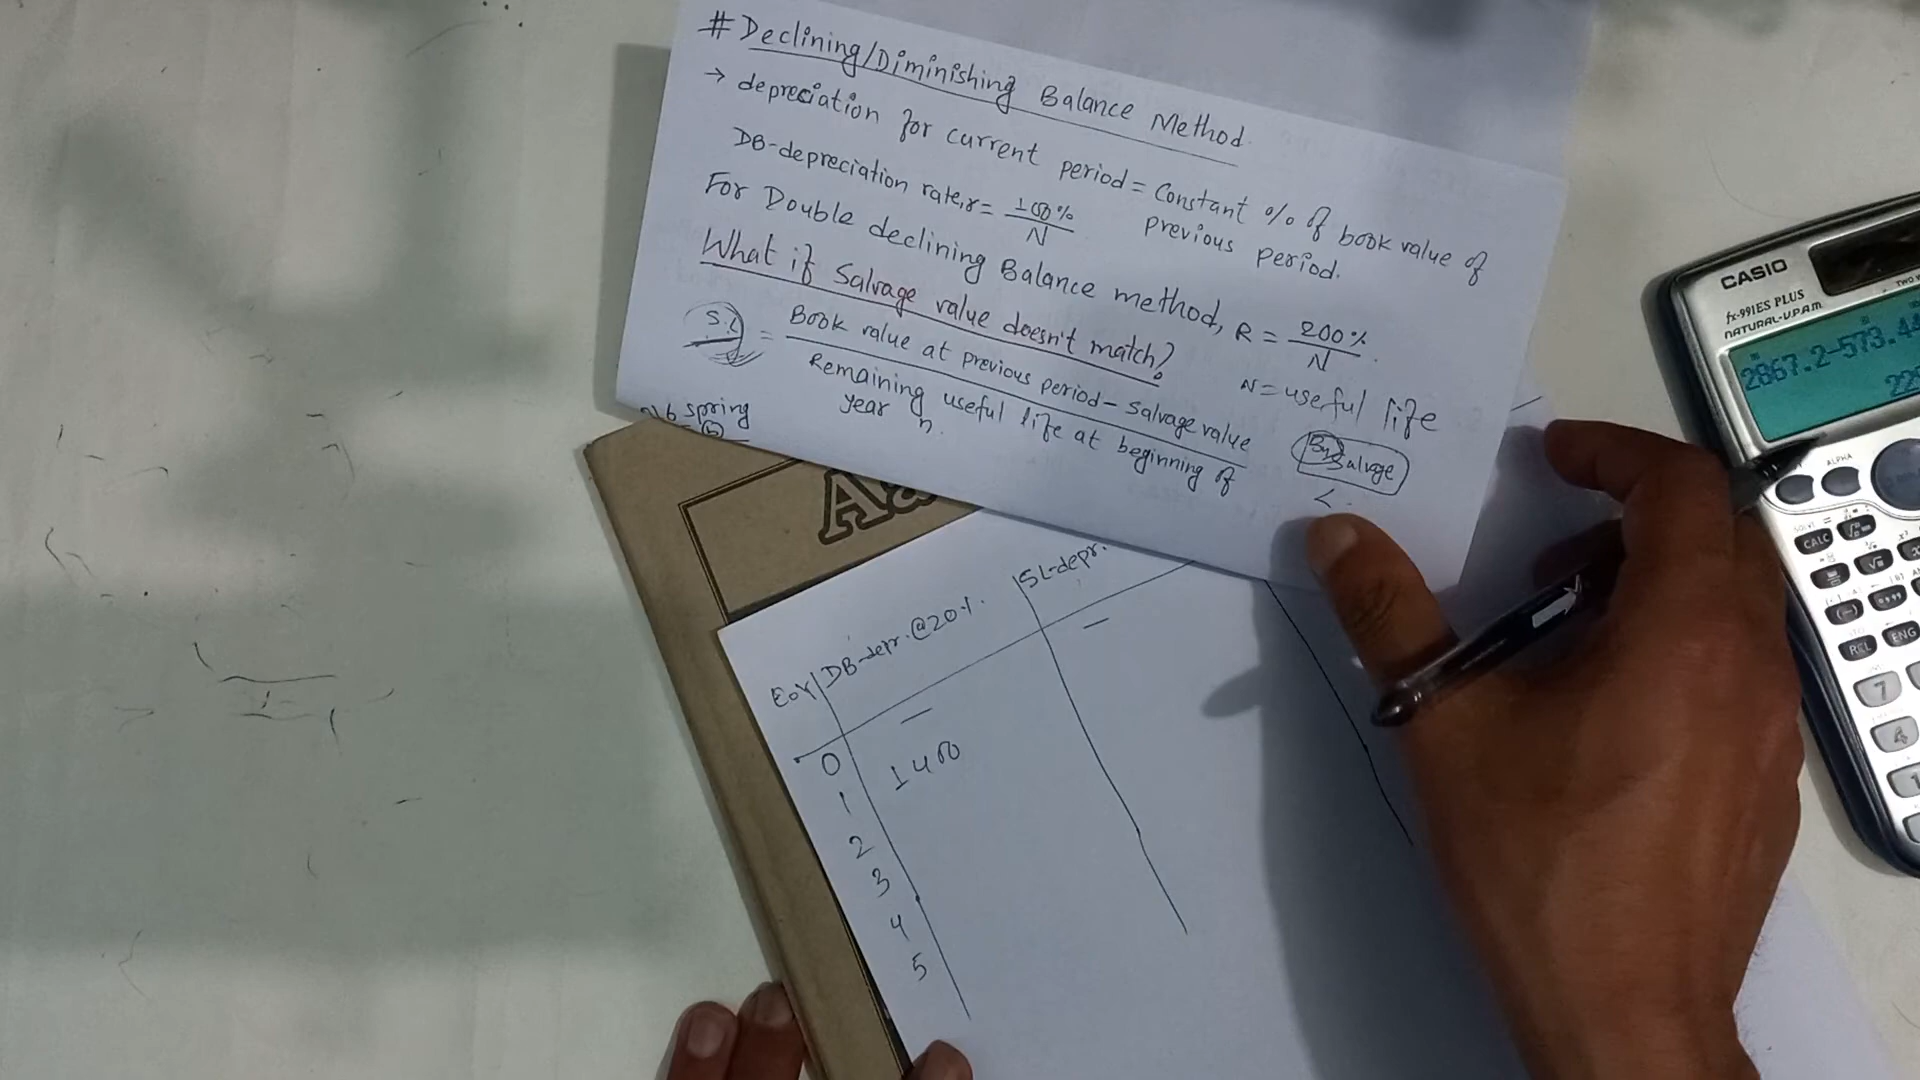 # Declining/Diminishing Balance Method.
→ depreciation for current period = Constant % of book value of previous period.
DB-depreciation rate, r = 100% / N
For Double declining Balance method, R = 200% / N.
N = useful life
What if Salvage value doesn't match?
S.L = Book value at previous period - Salvage value / Remaining useful life at beginning of year n.
Salvage
<
spring
b
EOY DB-depr.@20%. SL-depr.
0 — —
1 1400
2
3
4
5
CASIO
fx-991ES PLUS
NATURAL-V.P.A.M.
2867.2-573.44
ALPHA
CALC
ENG
7
4
1